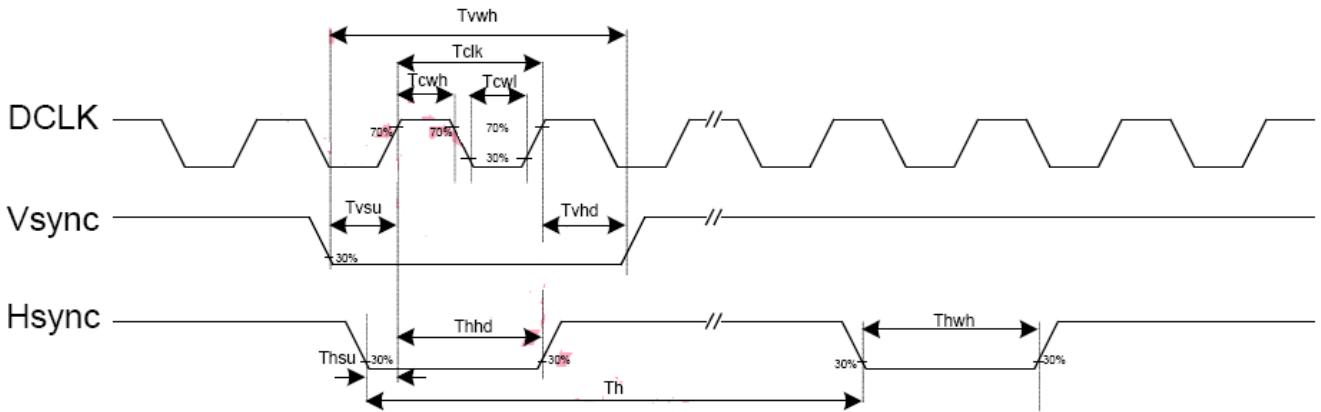 Tvwh
Tclk
Tcwh Tcwl
DCLK
70% 70% 70%
30%
Vsync
Tvsu Tvhd
30%
Hsync
Thhd Thwh
Thsu 30% 30% 30% 30%
Th